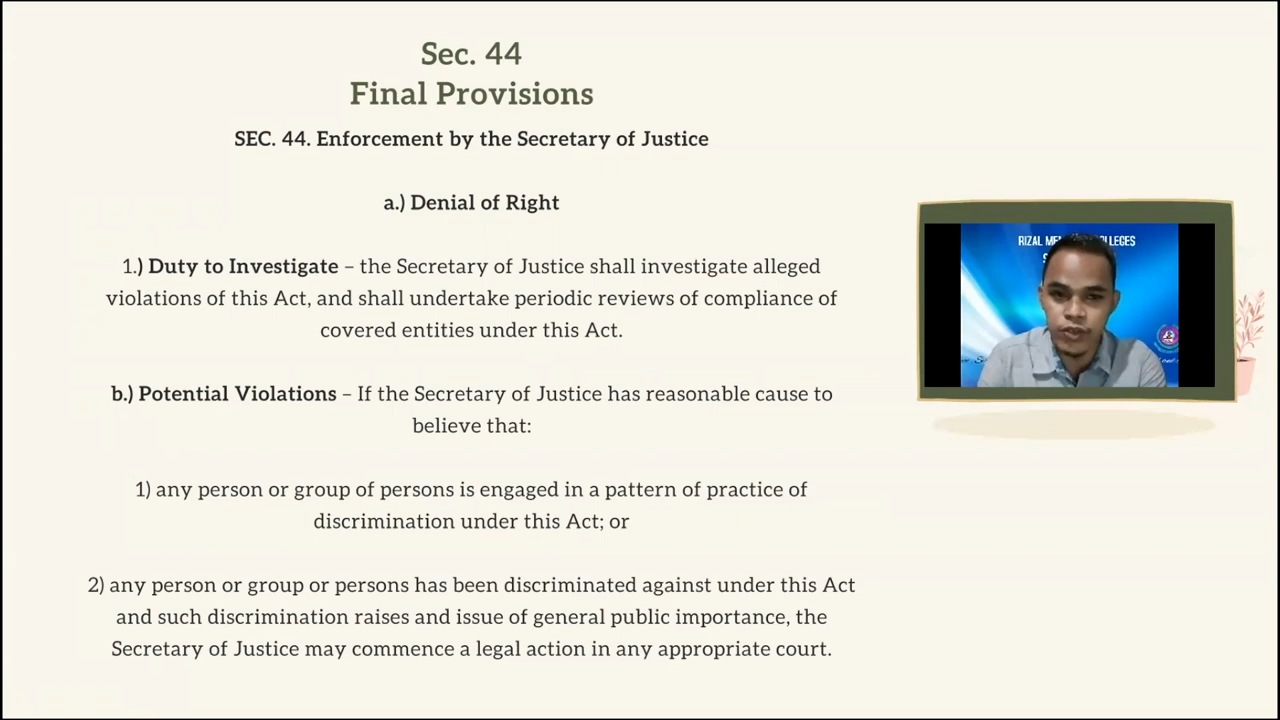 Sec. 44
Final Provisions
SEC. 44. Enforcement by the Secretary of Justice
a.) Denial of Right
1.) Duty to Investigate – the Secretary of Justice shall investigate alleged
violations of this Act, and shall undertake periodic reviews of compliance of
covered entities under this Act.
b.) Potential Violations – If the Secretary of Justice has reasonable cause to
believe that:
1) any person or group of persons is engaged in a pattern of practice of
discrimination under this Act; or
2) any person or group or persons has been discriminated against under this Act
and such discrimination raises and issue of general public importance, the
Secretary of Justice may commence a legal action in any appropriate court.
RIZAL